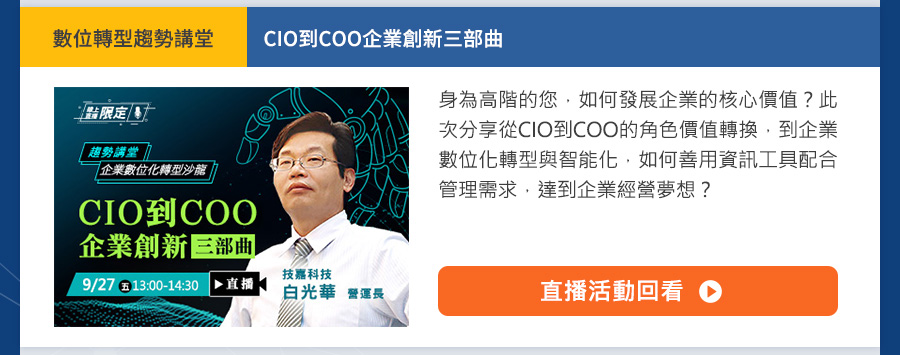 數位轉型趨勢講堂
CIO到COO企業創新三部曲
線上直播 限定
趨勢講堂
企業數位化轉型沙龍
CIO到COO
企業創新 三部曲
9/27 五 13:00-14:30 直播
技嘉科技
白光華 營運長
身為高階的您，如何發展企業的核心價值？此
次分享從CIO到COO的角色價值轉換，到企業
數位化轉型與智能化，如何善用資訊工具配合
管理需求，達到企業經營夢想？
直播活動回看